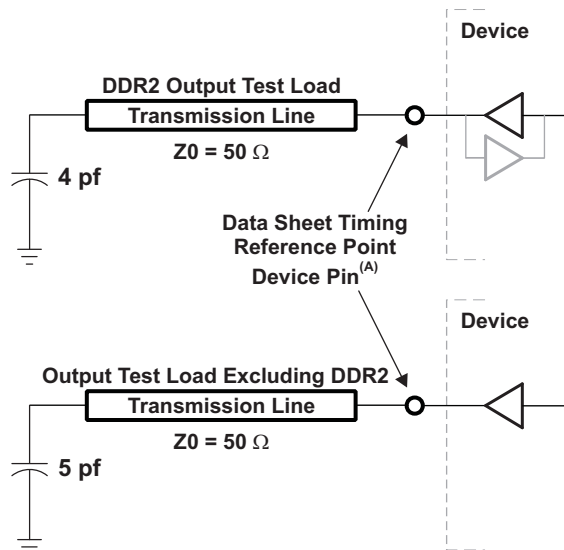 Device
DDR2 Output Test Load
Transmission Line
Z0 = 50 Ω
4 pf
Data Sheet Timing
Reference Point
Device Pin(A)
Device
Output Test Load Excluding DDR2
Transmission Line
Z0 = 50 Ω
5 pf